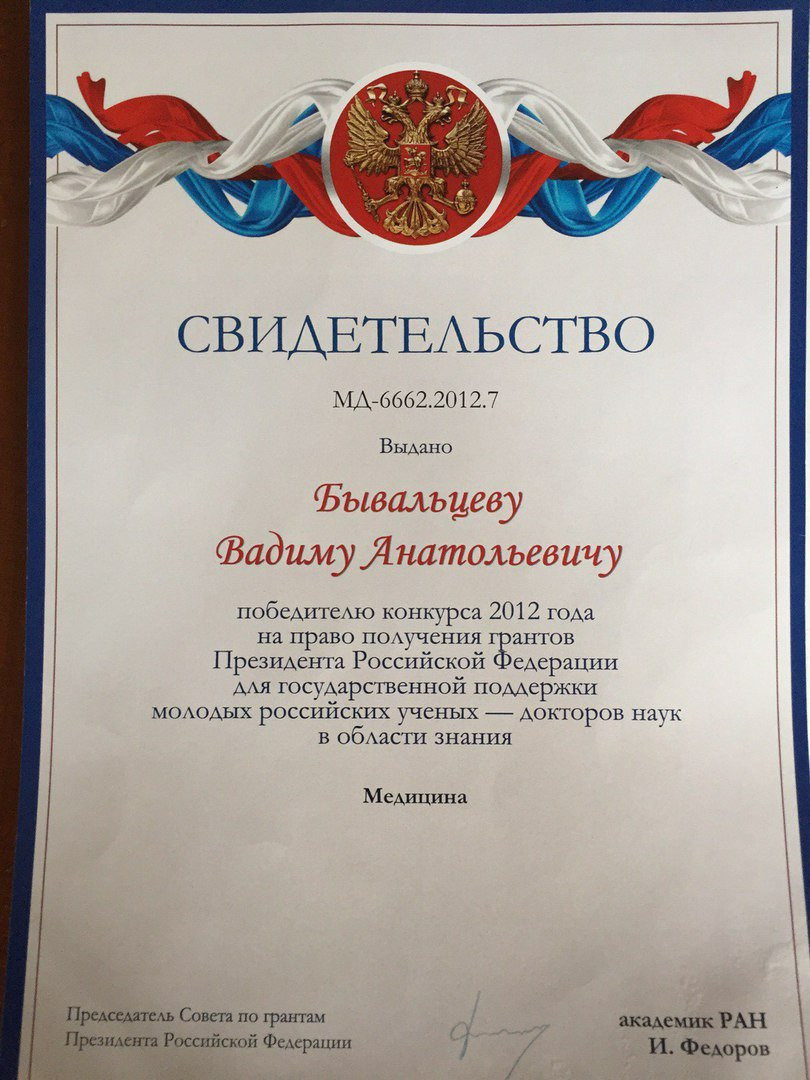 СВИДЕТЕЛЬСТВО
МД-6662.2012.7
Выдано
Бывальцеву
Вадиму Анатольевичу
победителю конкурса 2012 года
на право получения грантов
Президента Российской Федерации
для государственной поддержки
молодых российских ученых — докторов наук
в области знания
Медицина
Председатель Совета по грантам
Президента Российской Федерации
академик РАН
И. Федоров